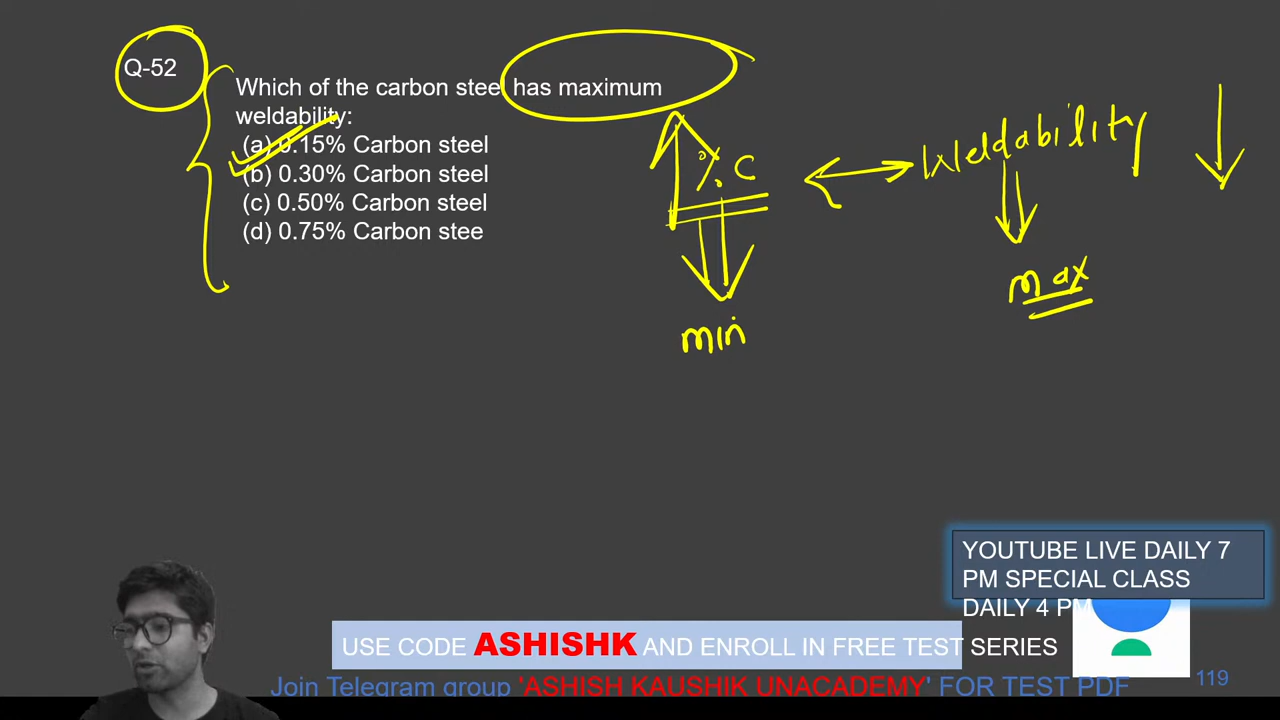 Q-52
Which of the carbon stee has maximum
weldability:
(a) 0.15% Carbon steel
(b) 0.30% Carbon steel
(c) 0.50% Carbon steel
(d) 0.75% Carbon stee
% C
Weldability
min
max
YOUTUBE LIVE DAILY 7
PM SPECIAL CLASS
DAILY 4 PM
USE CODE ASHISHK AND ENROLL IN FREE TEST SERIES
Join Telegram group 'ASHISH KAUSHIK UNACADEMY' FOR TEST PDF
119